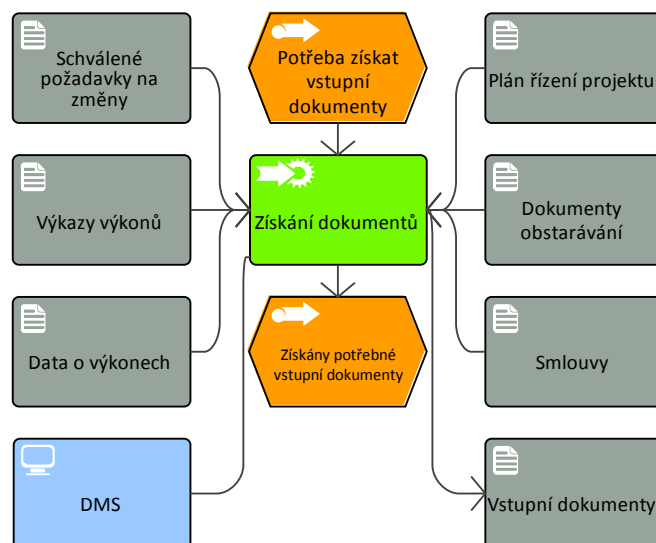 Schválené
požadavky na
změny
Potřeba získat
vstupní
dokumenty
Plán řízení projektu
Výkazy výkonů
Získání dokumentů
Dokumenty
obstarávání
Data o výkonech
Získány potřebné
vstupní dokumenty
Smlouvy
DMS
Vstupní dokumenty